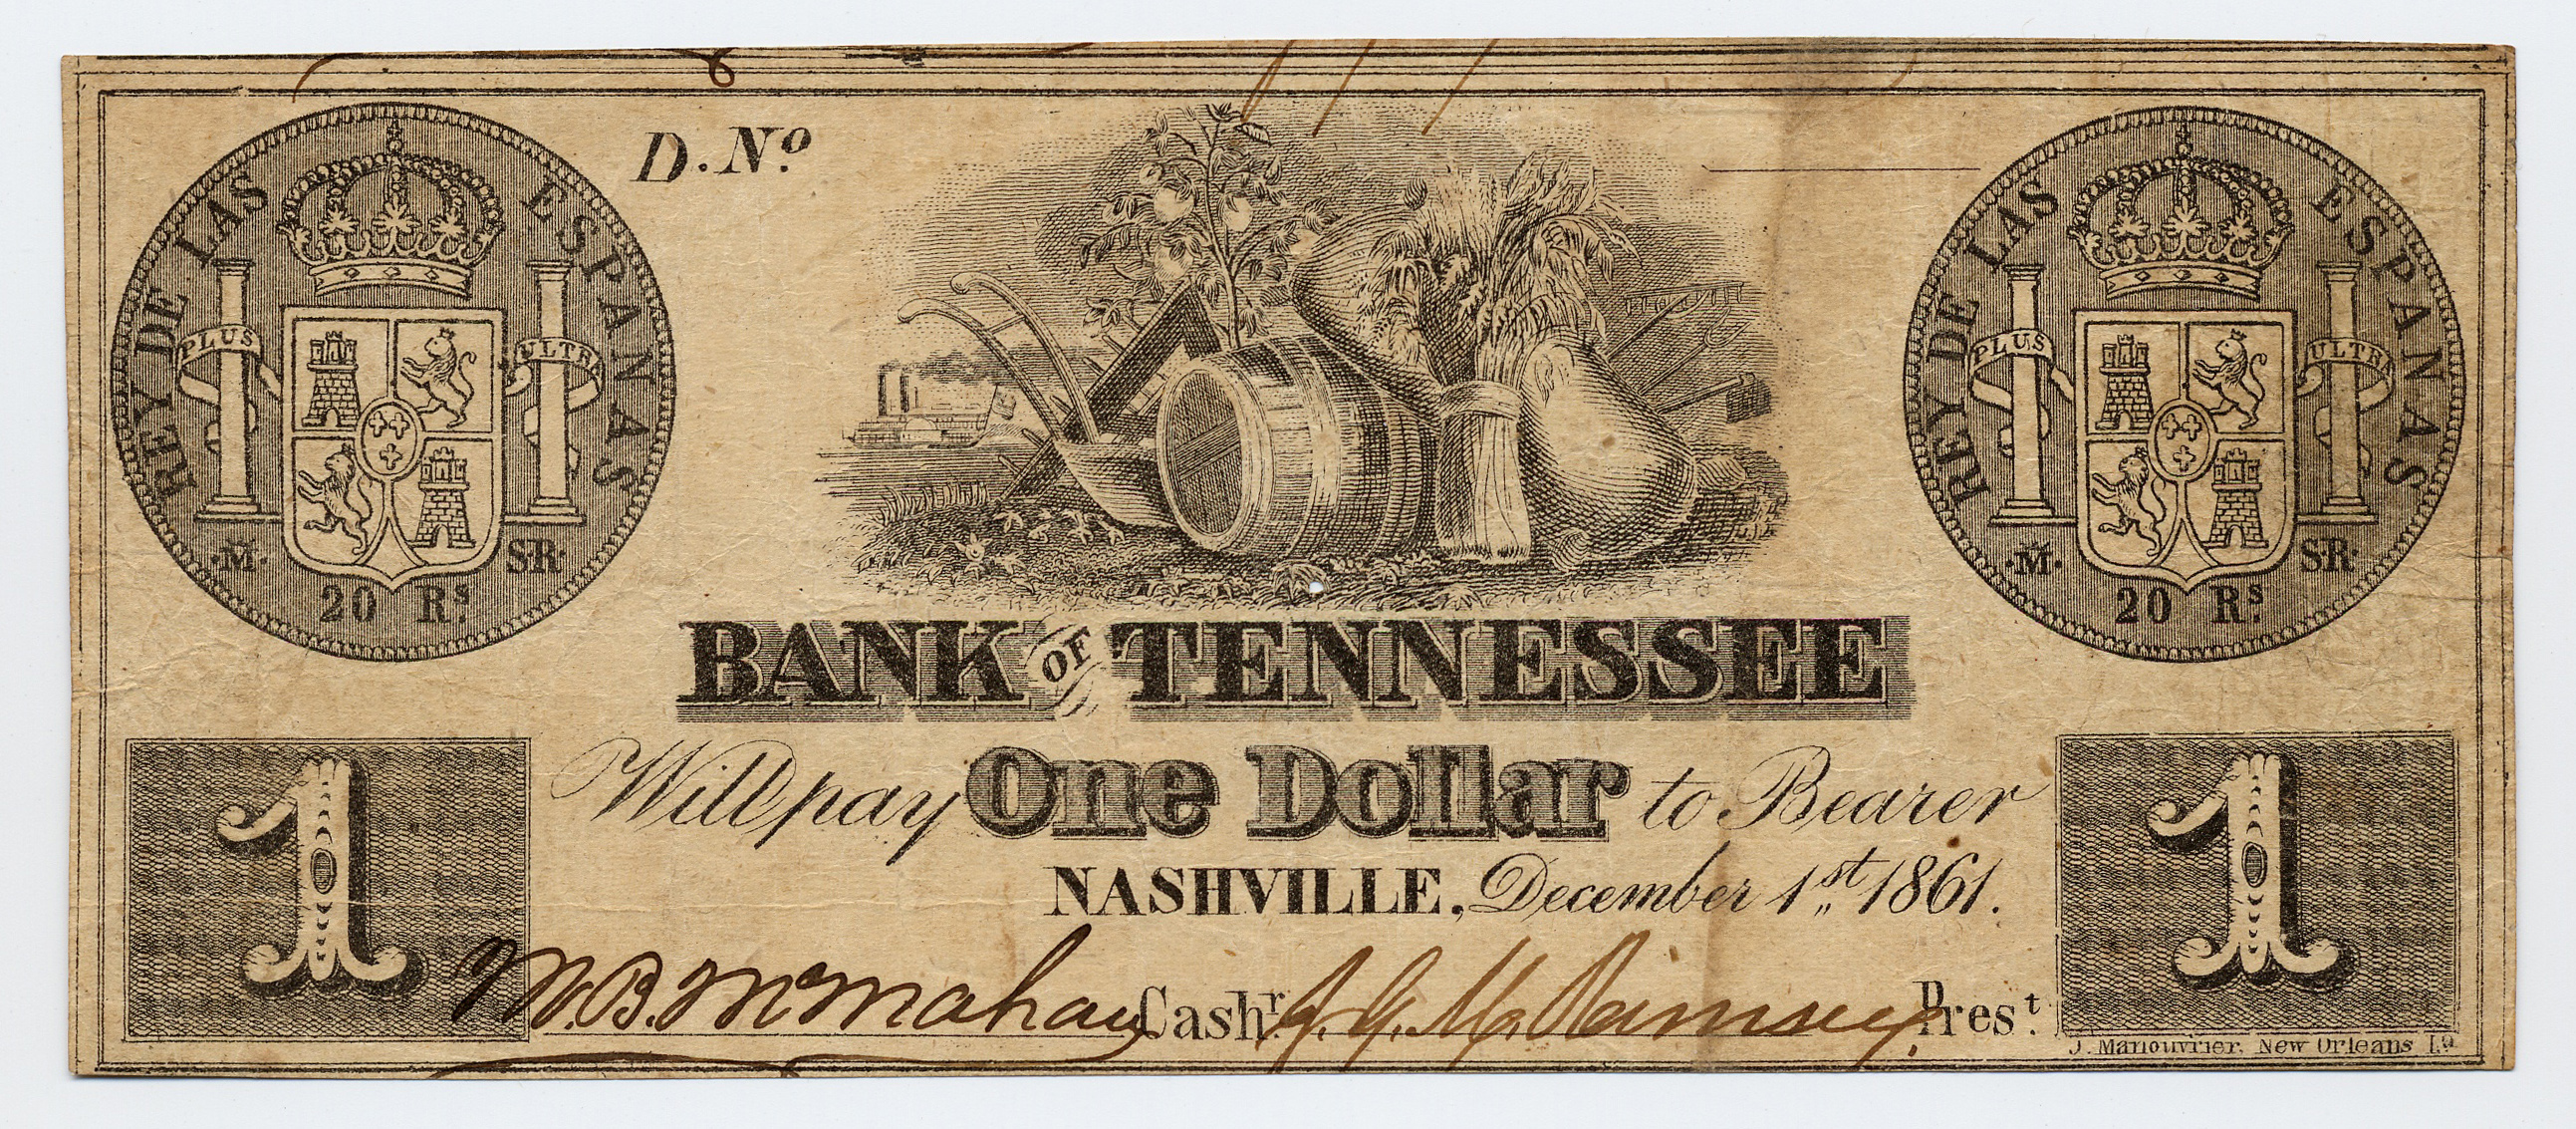 D. Nº
REY DE LAS ESPAÑAS
PLUS ULTRA
·M· SR·
20 Rs.
REY DE LAS ESPAÑAS
PLUS ULTRA
·M· SR·
20 Rs.
BANK OF TENNESSEE
Will pay One Dollar to Bearer
NASHVILLE, December 1st 1861.
1
1
Cashr. Prest.
J. Manouvrier, New Orleans La.